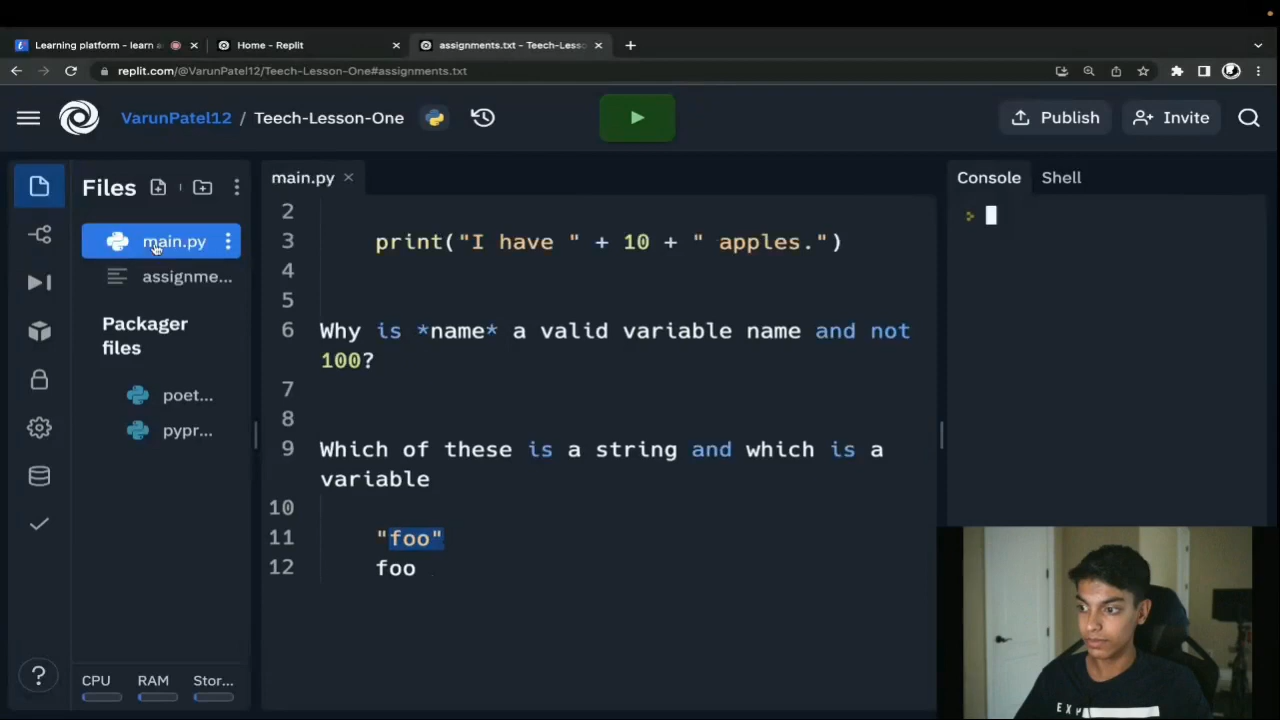 Learning platform - learn a
Home - Replit
assignments.txt - Teech-Lesso
replit.com/@VarunPatel12/Teech-Lesson-One#assignments.txt
VarunPatel12 / Teech-Lesson-One
Publish
Invite
Files
main.py
Console
Shell
main.py
assignme...
Packager
files
poet...
pypr...
2
3 print("I have " + 10 + " apples.")
4
5
6 Why is *name* a valid variable name and not
100?
7
8
9 Which of these is a string and which is a
variable
10
11 "foo"
12 foo
?
CPU RAM Stor...
EXP